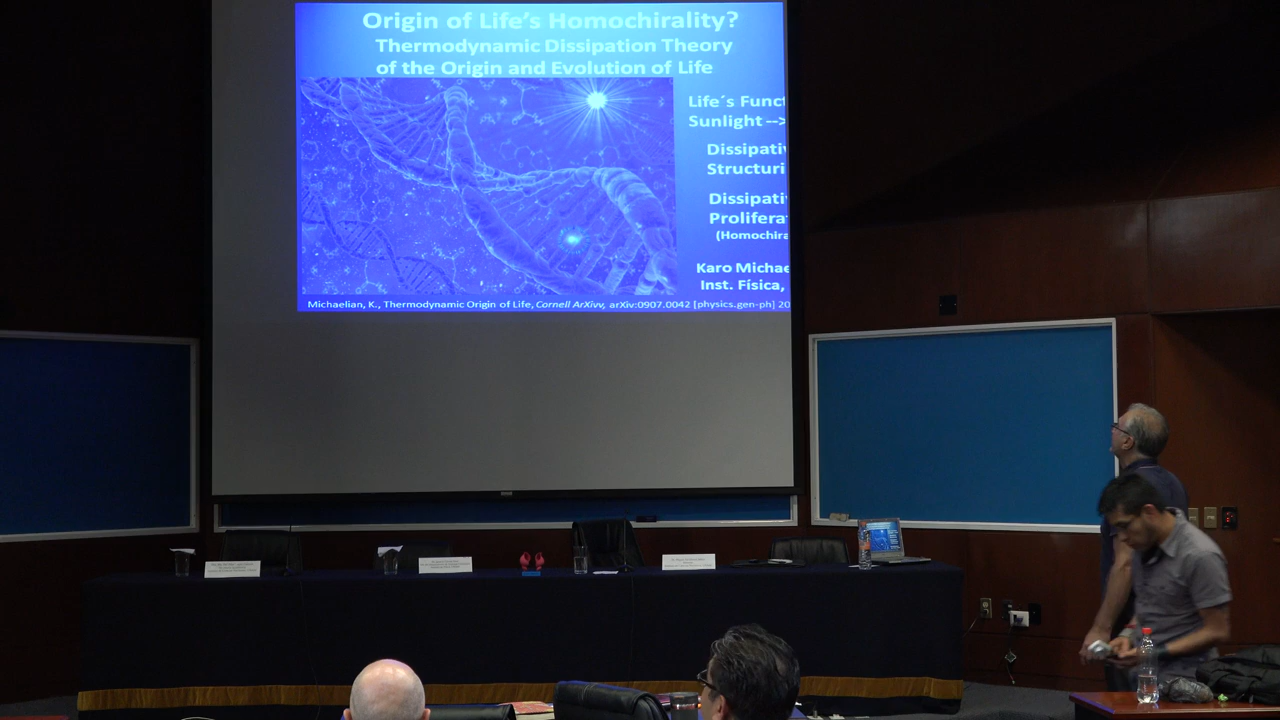 Origin of Life's Homochirality?
Thermodynamic Dissipation Theory
of the Origin and Evolution of Life
Life´s Funct
Sunlight -->
Dissipativ
Structuri
Dissipati
Prolifera
(Homochira
Karo Michae
Inst. Física,
Michaelian, K., Thermodynamic Origin of Life, Cornell ArXivv, arXiv:0907.0042 [physics.gen-ph] 20